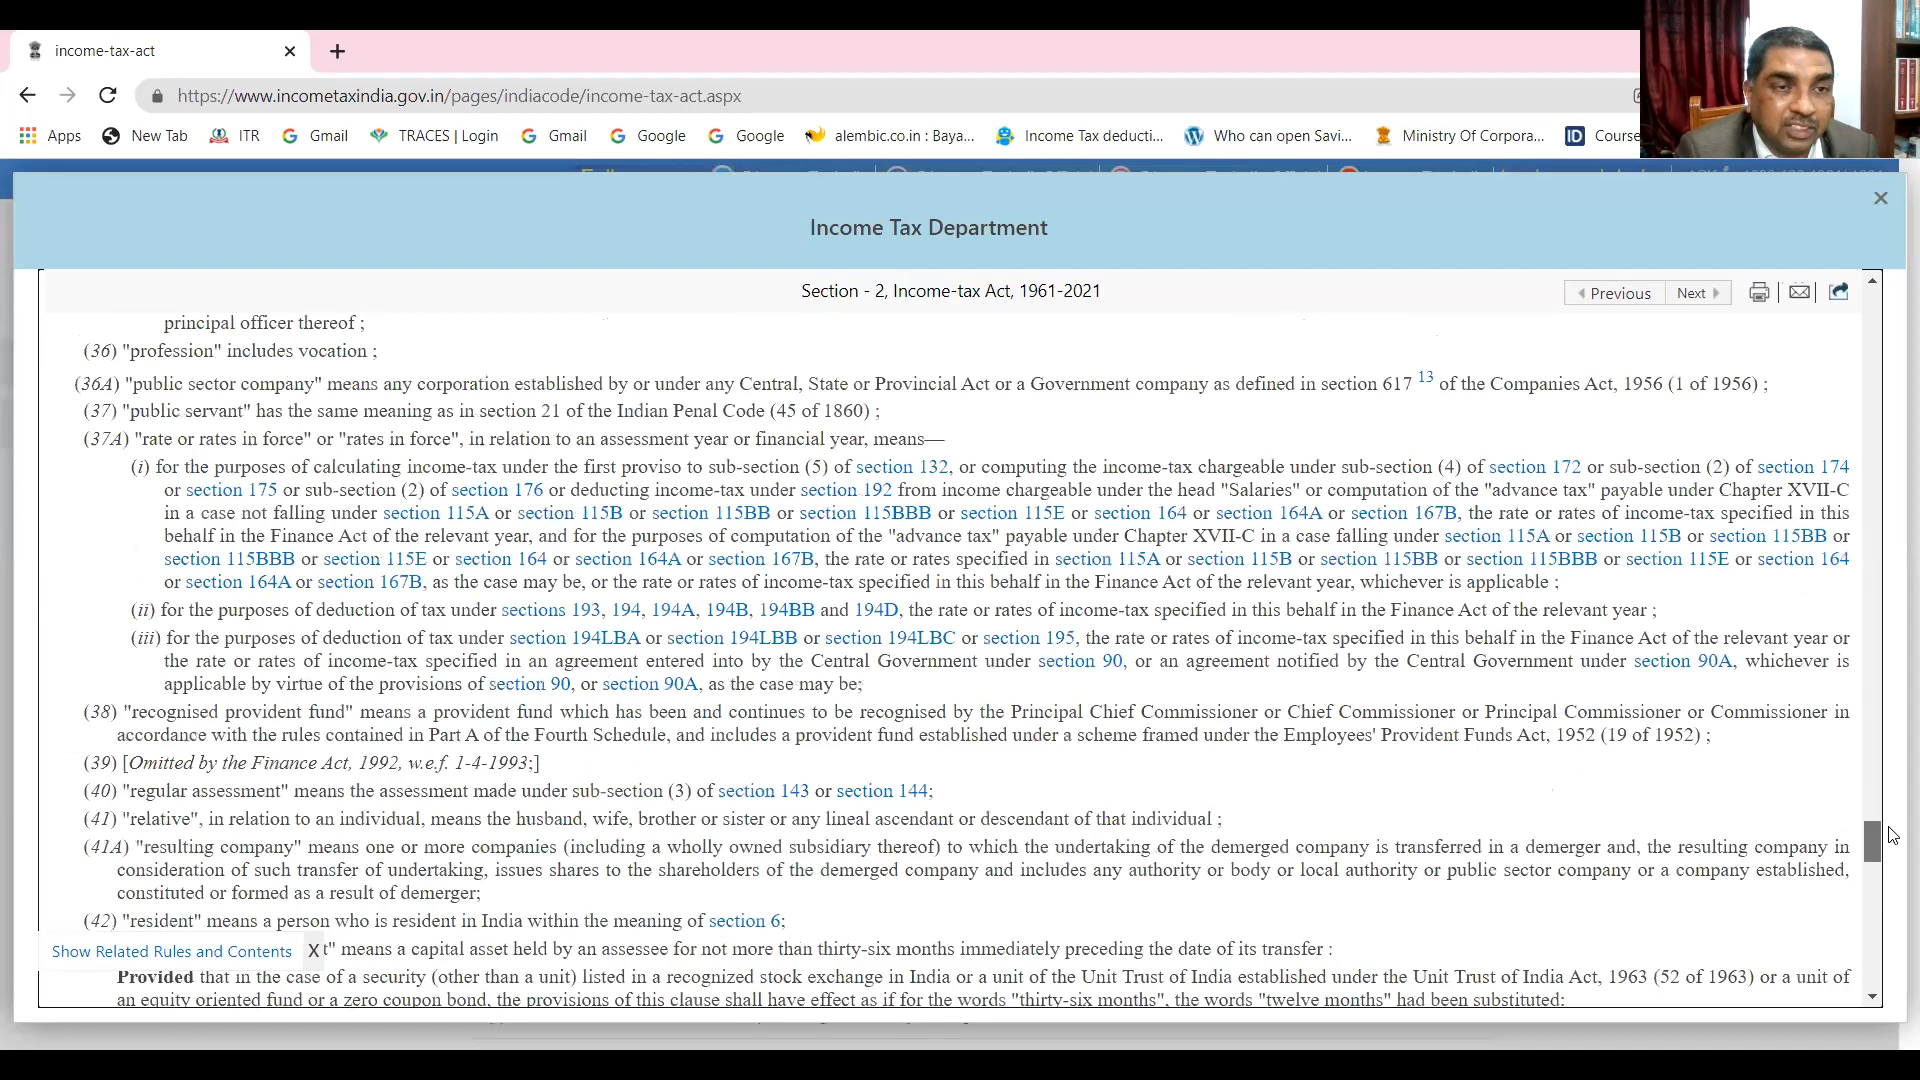 income-tax-act
https://www.incometaxindia.gov.in/pages/indiacode/income-tax-act.aspx
Apps New Tab ITR Gmail TRACES | Login Gmail Google Google alembic.co.in : Baya... Income Tax deducti... Who can open Savi... Ministry Of Corpora... ID Course
Income Tax Department
Section - 2, Income-tax Act, 1961-2021
Previous Next
principal officer thereof ;
(36) "profession" includes vocation ;
(36A) "public sector company" means any corporation established by or under any Central, State or Provincial Act or a Government company as defined in section 617 13 of the Companies Act, 1956 (1 of 1956) ;
(37) "public servant" has the same meaning as in section 21 of the Indian Penal Code (45 of 1860) ;
(37A) "rate or rates in force" or "rates in force", in relation to an assessment year or financial year, means—
(i) for the purposes of calculating income-tax under the first proviso to sub-section (5) of section 132, or computing the income-tax chargeable under sub-section (4) of section 172 or sub-section (2) of section 174
or section 175 or sub-section (2) of section 176 or deducting income-tax under section 192 from income chargeable under the head "Salaries" or computation of the "advance tax" payable under Chapter XVII-C
in a case not falling under section 115A or section 115B or section 115BB or section 115BBB or section 115E or section 164 or section 164A or section 167B, the rate or rates of income-tax specified in this
behalf in the Finance Act of the relevant year, and for the purposes of computation of the "advance tax" payable under Chapter XVII-C in a case falling under section 115A or section 115B or section 115BB or
section 115BBB or section 115E or section 164 or section 164A or section 167B, the rate or rates specified in section 115A or section 115B or section 115BB or section 115BBB or section 115E or section 164
or section 164A or section 167B, as the case may be, or the rate or rates of income-tax specified in this behalf in the Finance Act of the relevant year, whichever is applicable ;
(ii) for the purposes of deduction of tax under sections 193, 194, 194A, 194B, 194BB and 194D, the rate or rates of income-tax specified in this behalf in the Finance Act of the relevant year ;
(iii) for the purposes of deduction of tax under section 194LBA or section 194LBB or section 194LBC or section 195, the rate or rates of income-tax specified in this behalf in the Finance Act of the relevant year or
the rate or rates of income-tax specified in an agreement entered into by the Central Government under section 90, or an agreement notified by the Central Government under section 90A, whichever is
applicable by virtue of the provisions of section 90, or section 90A, as the case may be;
(38) "recognised provident fund" means a provident fund which has been and continues to be recognised by the Principal Chief Commissioner or Chief Commissioner or Principal Commissioner or Commissioner in
accordance with the rules contained in Part A of the Fourth Schedule, and includes a provident fund established under a scheme framed under the Employees' Provident Funds Act, 1952 (19 of 1952) ;
(39) [Omitted by the Finance Act, 1992, w.e.f. 1-4-1993;]
(40) "regular assessment" means the assessment made under sub-section (3) of section 143 or section 144;
(41) "relative", in relation to an individual, means the husband, wife, brother or sister or any lineal ascendant or descendant of that individual ;
(41A) "resulting company" means one or more companies (including a wholly owned subsidiary thereof) to which the undertaking of the demerged company is transferred in a demerger and, the resulting company in
consideration of such transfer of undertaking, issues shares to the shareholders of the demerged company and includes any authority or body or local authority or public sector company or a company established,
constituted or formed as a result of demerger;
(42) "resident" means a person who is resident in India within the meaning of section 6;
Show Related Rules and Contents X t" means a capital asset held by an assessee for not more than thirty-six months immediately preceding the date of its transfer :
Provided that in the case of a security (other than a unit) listed in a recognized stock exchange in India or a unit of the Unit Trust of India established under the Unit Trust of India Act, 1963 (52 of 1963) or a unit of
an equity oriented fund or a zero coupon bond, the provisions of this clause shall have effect as if for the words "thirty-six months", the words "twelve months" had been substituted: